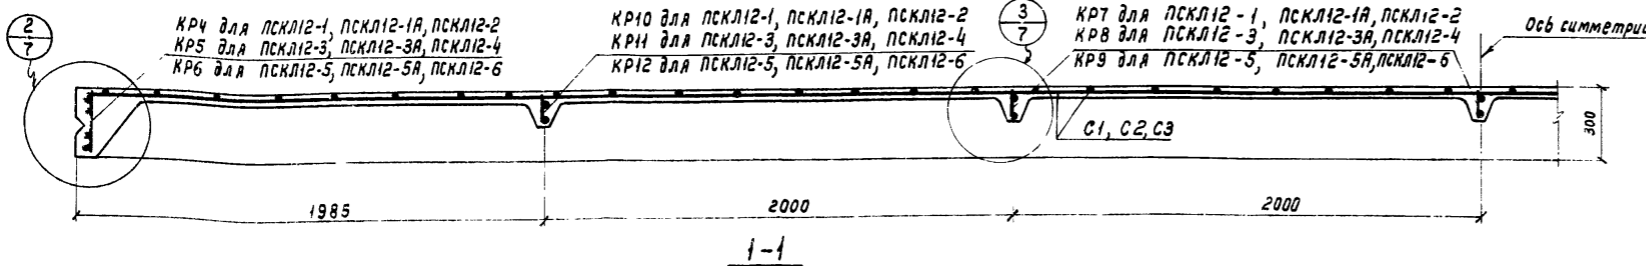 2
7
КР4 для ПСКЛ12-1, ПСКЛ12-1А, ПСКЛ12-2
КР5 для ПСКЛ12-3, ПСКЛ12-3А, ПСКЛ12-4
КР6 для ПСКЛ12-5, ПСКЛ12-5А, ПСКЛ12-6
КР10 для ПСКЛ12-1, ПСКЛ12-1А, ПСКЛ12-2
КР11 для ПСКЛ12-3, ПСКЛ12-3А, ПСКЛ12-4
КР12 для ПСКЛ12-5, ПСКЛ12-5А, ПСКЛ12-6
3
7
КР7 для ПСКЛ12-1, ПСКЛ12-1А, ПСКЛ12-2
КР8 для ПСКЛ12-3, ПСКЛ12-3А, ПСКЛ12-4
КР9 для ПСКЛ12-5, ПСКЛ12-5А, ПСКЛ12-6
Ось симметрии
С1, С2, С3
300
1985
2000
2000
1-1